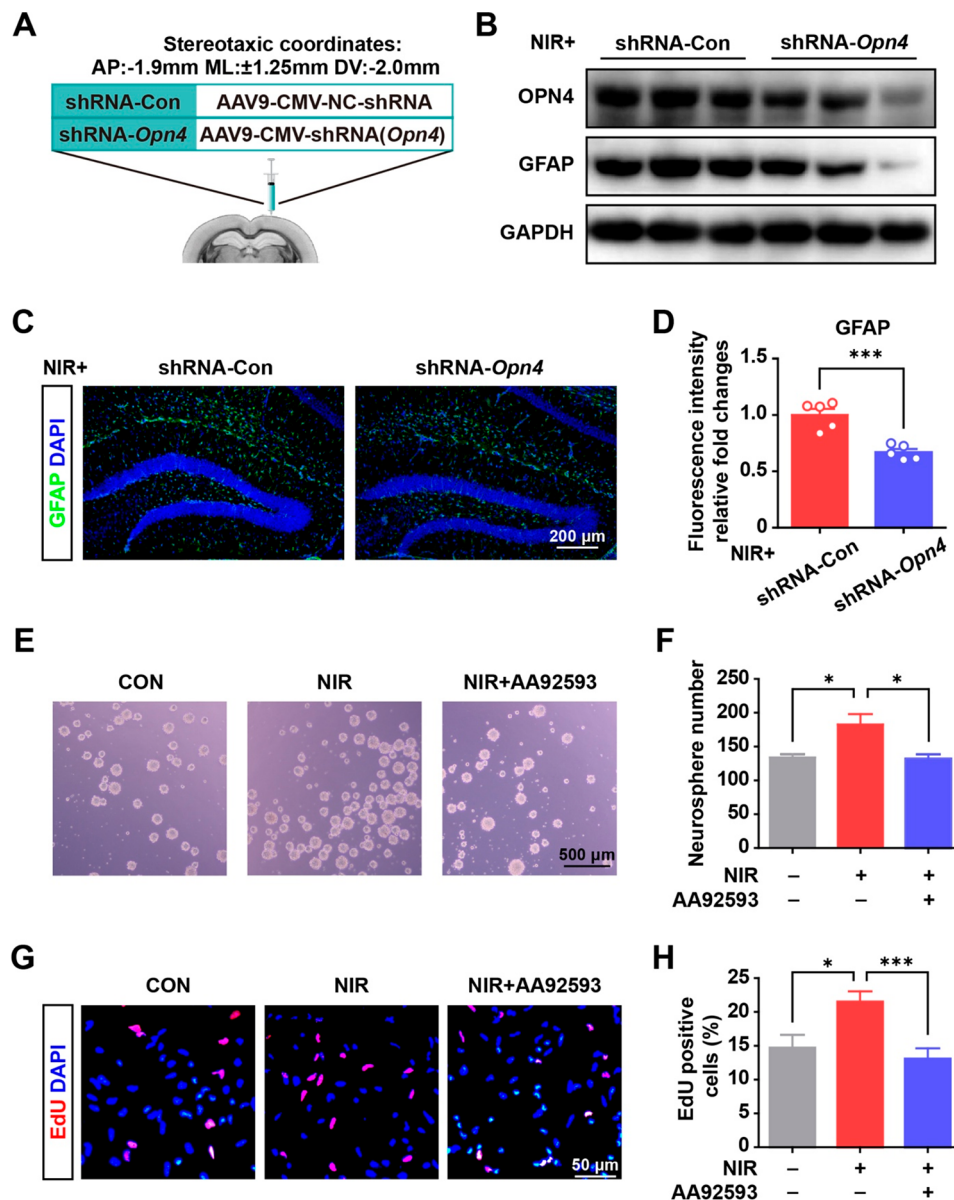 A
Stereotaxic coordinates:
AP:-1.9mm ML:±1.25mm DV:-2.0mm
shRNA-Con AAV9-CMV-NC-shRNA
shRNA-Opn4 AAV9-CMV-shRNA(Opn4)
B
NIR+ shRNA-Con shRNA-Opn4
OPN4
GFAP
GAPDH
C
NIR+ shRNA-Con shRNA-Opn4
GFAP DAPI
200 µm
D
GFAP
***
Fluorescence intensity
relative fold changes
1.5
1.0
0.5
0
NIR+
shRNA-Con
shRNA-Opn4
E
CON NIR NIR+AA92593
500 µm
F
Neurosphere number
250
200
150
100
50
0
* *
NIR – + +
AA92593 – – +
G
CON NIR NIR+AA92593
EdU DAPI
50 µm
H
EdU positive
cells (%)
25
20
15
10
5
0
* ***
NIR – + +
AA92593 – – +